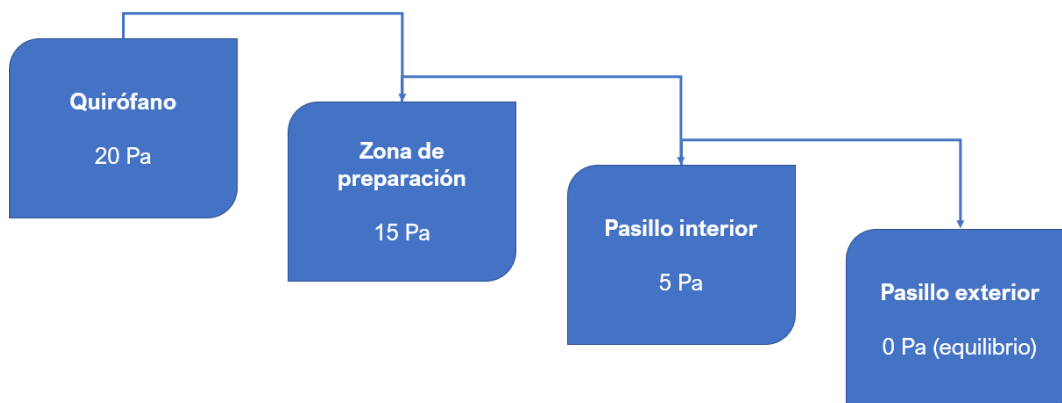 Quirófano
20 Pa
Zona de
preparación
15 Pa
Pasillo interior
5 Pa
Pasillo exterior
0 Pa (equilibrio)